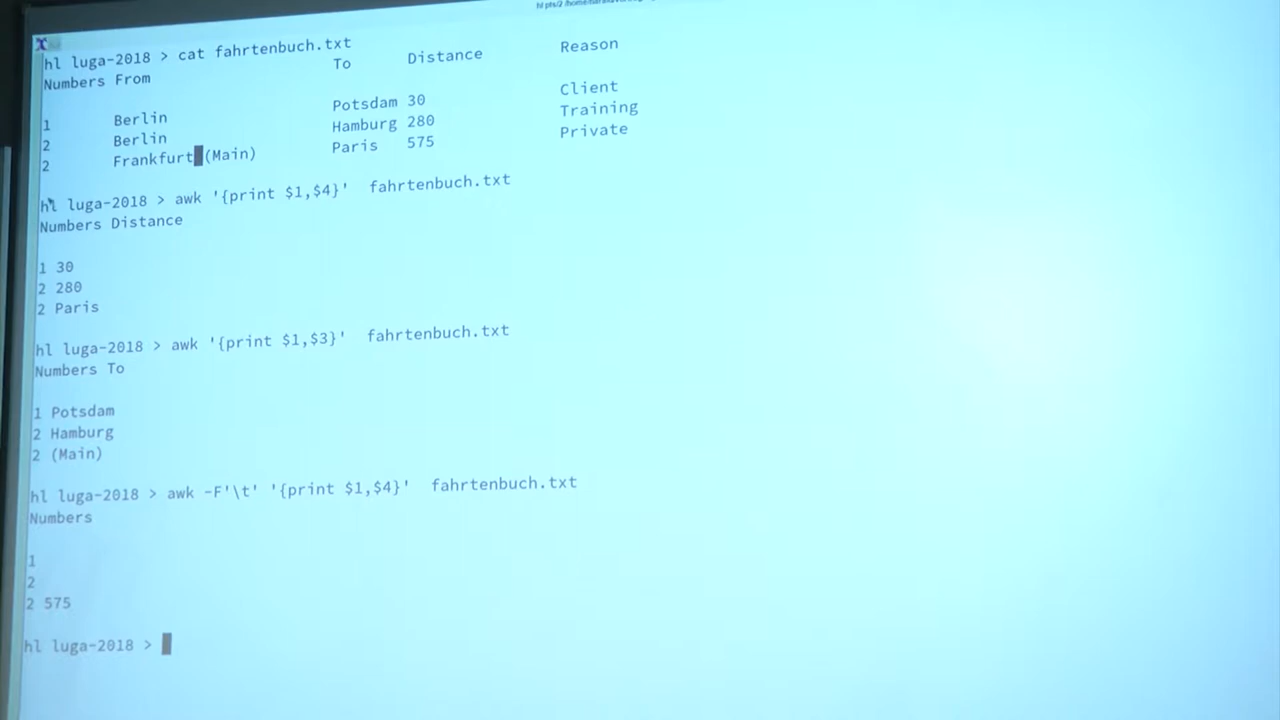 hl luga-2018 > cat fahrtenbuch.txt
Numbers From To Distance Reason
1 Berlin Potsdam 30 Client
2 Berlin Hamburg 280 Training
2 Frankfurt (Main) Paris 575 Private
hl luga-2018 > awk '{print $1,$4}' fahrtenbuch.txt
Numbers Distance
1 30
2 280
2 Paris
hl luga-2018 > awk '{print $1,$3}' fahrtenbuch.txt
Numbers To
1 Potsdam
2 Hamburg
2 (Main)
hl luga-2018 > awk -F'\t' '{print $1,$4}' fahrtenbuch.txt
Numbers
1
2
2 575
hl luga-2018 >